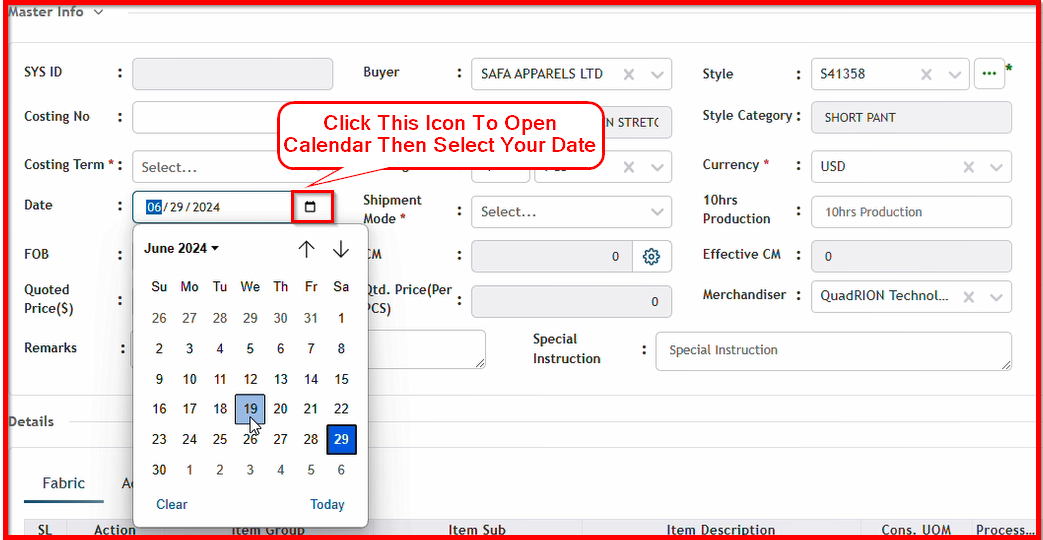 Master Info
SYS ID :
Buyer : SAFA APPARELS LTD
Style : S41358 ... *
Costing No :
N STRETC
Style Category : SHORT PANT
Click This Icon To Open
Calendar Then Select Your Date
Costing Term * : Select...
Currency * : USD
Date : 06/29/2024
Shipment
Mode * : Select...
10hrs
Production : 10hrs Production
FOB :
CM : 0
Effective CM : 0
Quoted
Price($) :
Qtd. Price(Per
PCS) : 0
Merchandiser : QuadRION Technol...
Remarks :
Special
Instruction : Special Instruction
June 2024
Su Mo Tu We Th Fr Sa
26 27 28 29 30 31 1
2 3 4 5 6 7 8
9 10 11 12 13 14 15
16 17 18 19 20 21 22
23 24 25 26 27 28 29
30 1 2 3 4 5 6
Clear Today
Details
Fabric
SL Action Item Group Item Sub Item Description Cons. UOM Process...